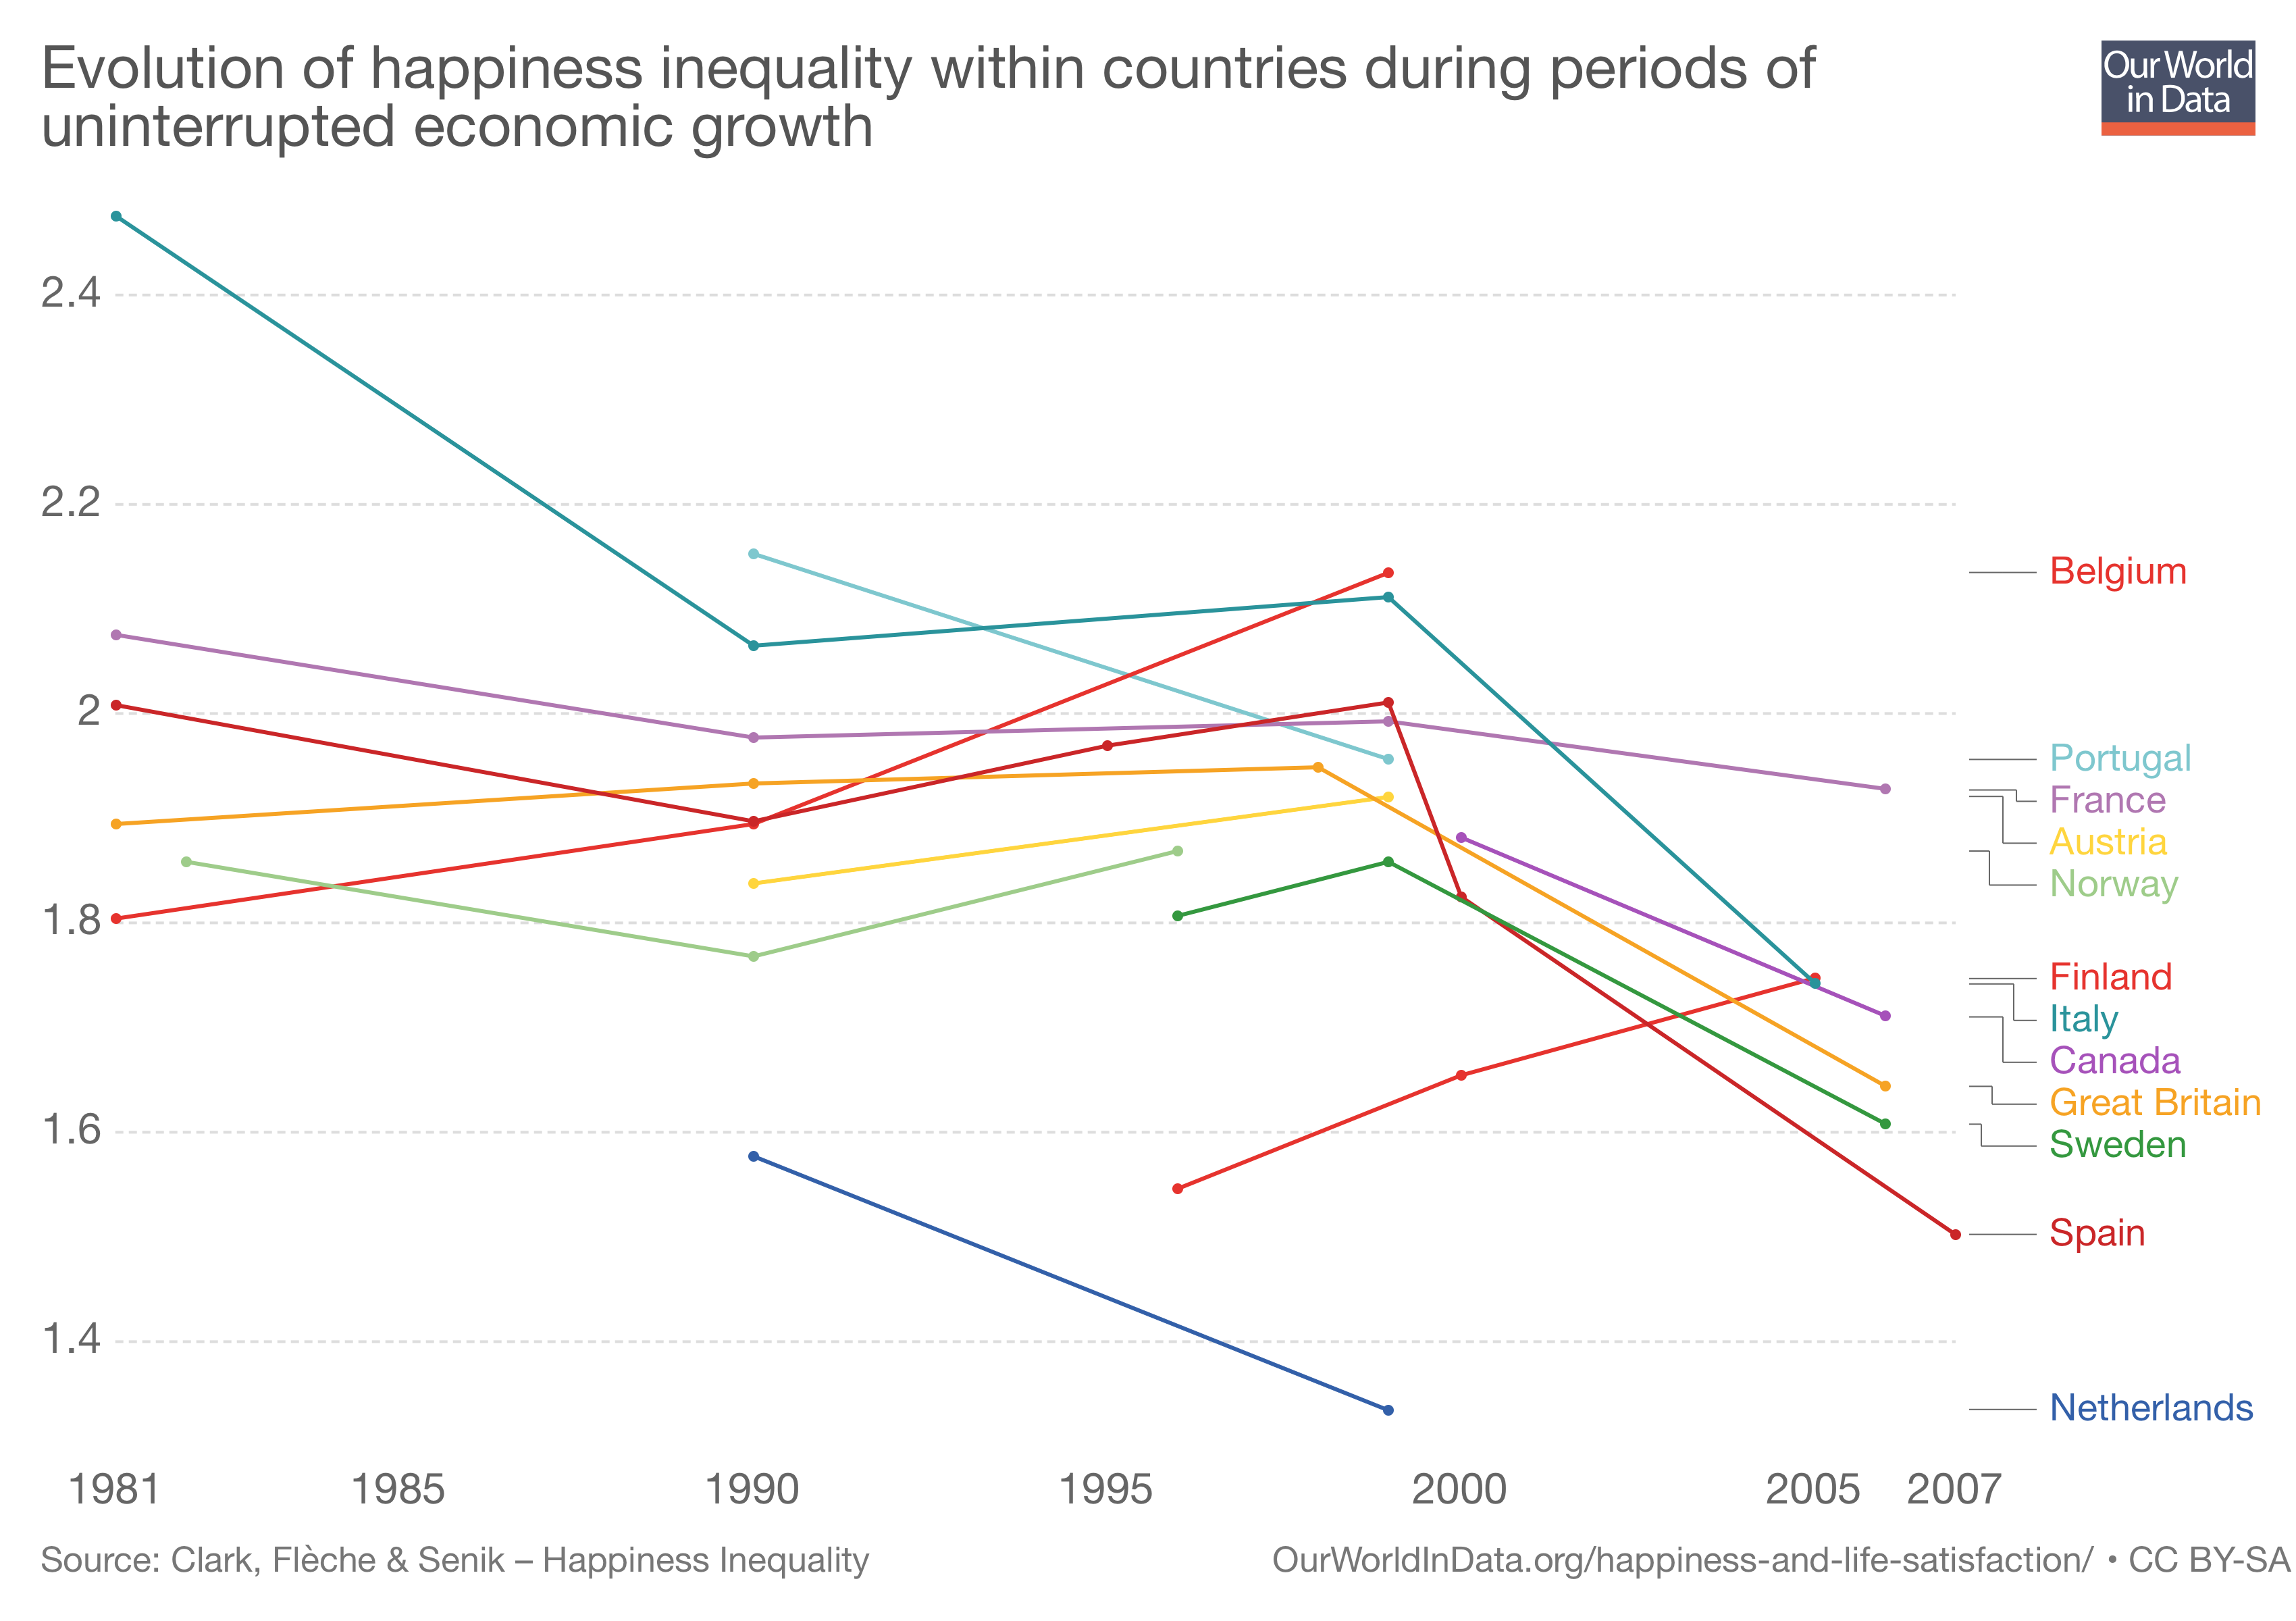 Evolution of happiness inequality within countries during periods of
uninterrupted economic growth
Our World
in Data
2.4
2.2
2
1.8
1.6
1.4
Belgium
Portugal
France
Austria
Norway
Finland
Italy
Canada
Great Britain
Sweden
Spain
Netherlands
1981 1985 1990 1995 2000 2005 2007
Source: Clark, Flèche & Senik – Happiness Inequality
OurWorldInData.org/happiness-and-life-satisfaction/ • CC BY-SA